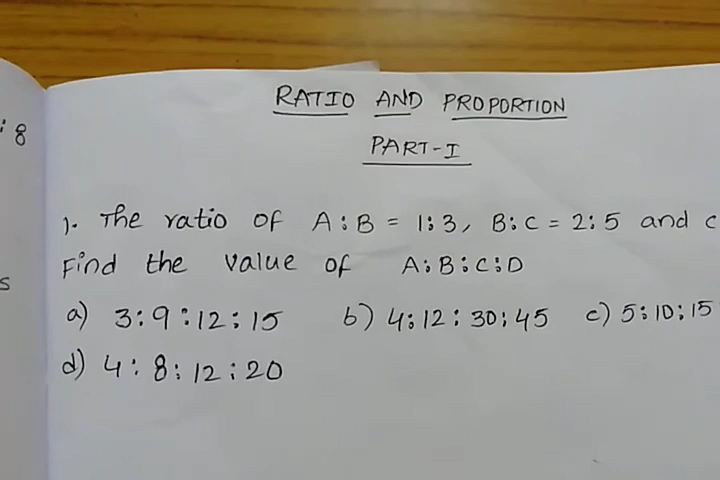 RATIO AND PROPORTION
PART-I
: 8
1. The ratio of A:B = 1:3, B:C = 2:5 and C
Find the value of A:B:C:D
s
a) 3:9:12:15 b) 4:12:30:45 c) 5:10:15
d) 4:8:12:20